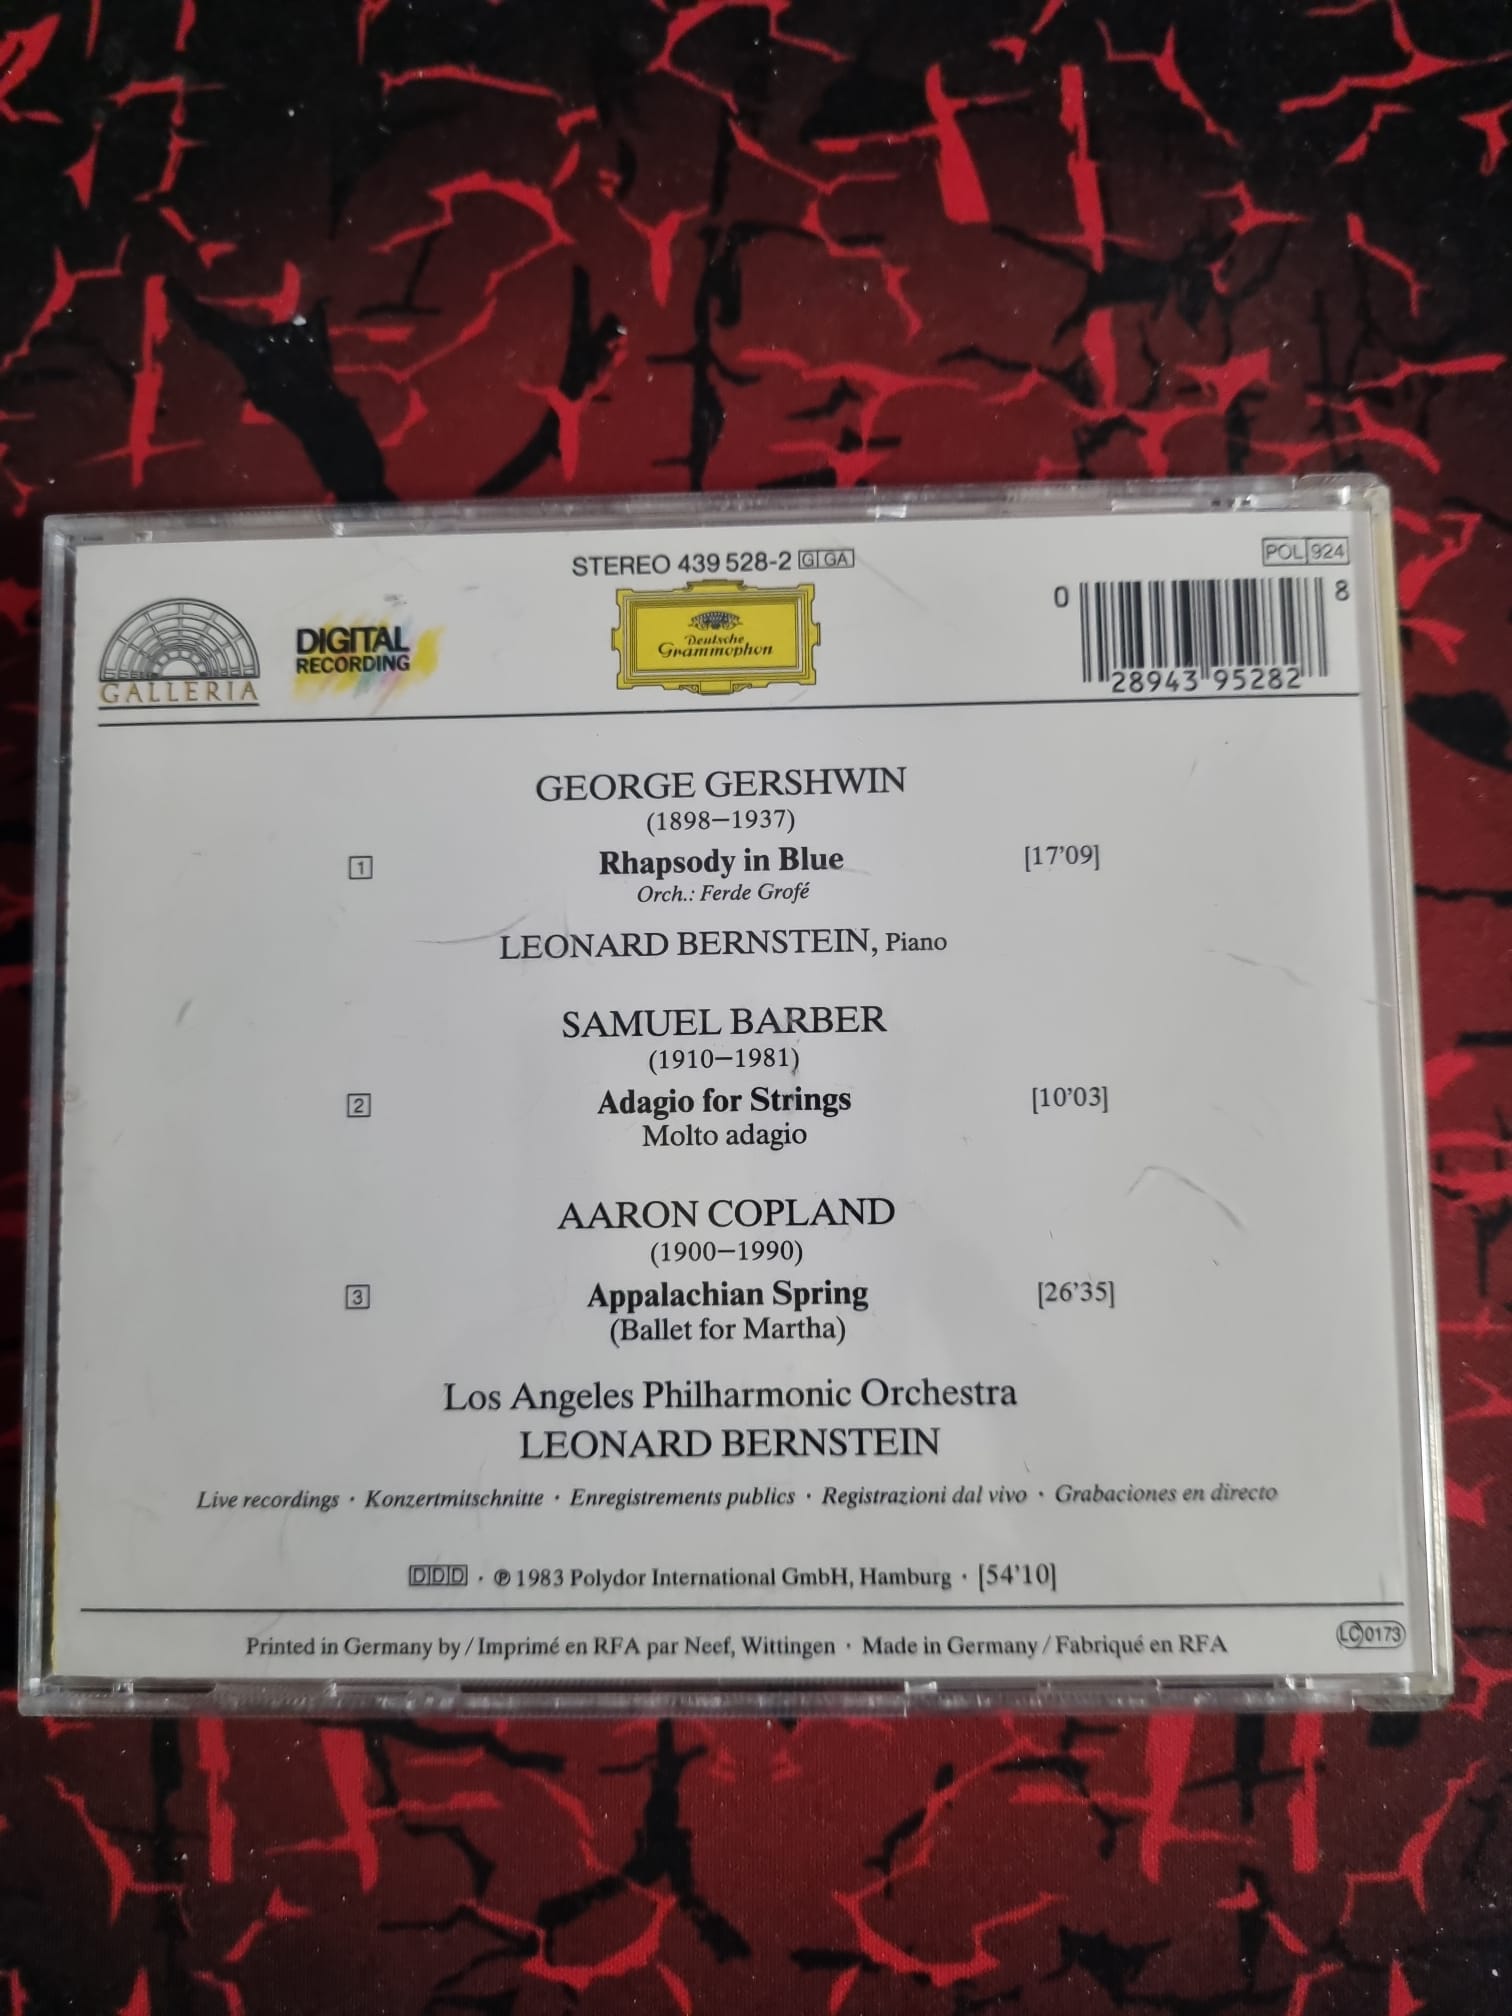 STEREO 439 528-2 G GA
POL 924
GALLERIA
DIGITAL
RECORDING
Deutsche
Grammophon
0 28943 95282 8
GEORGE GERSHWIN
(1898–1937)
1 Rhapsody in Blue [17'09]
Orch.: Ferde Grofé
LEONARD BERNSTEIN, Piano
SAMUEL BARBER
(1910–1981)
2 Adagio for Strings [10'03]
Molto adagio
AARON COPLAND
(1900–1990)
3 Appalachian Spring [26'35]
(Ballet for Martha)
Los Angeles Philharmonic Orchestra
LEONARD BERNSTEIN
Live recordings · Konzertmitschnitte · Enregistrements publics · Registrazioni dal vivo · Grabaciones en directo
DDD · ℗ 1983 Polydor International GmbH, Hamburg · [54'10]
Printed in Germany by / Imprimé en RFA par Neef, Wittingen · Made in Germany / Fabriqué en RFA
LC 0173